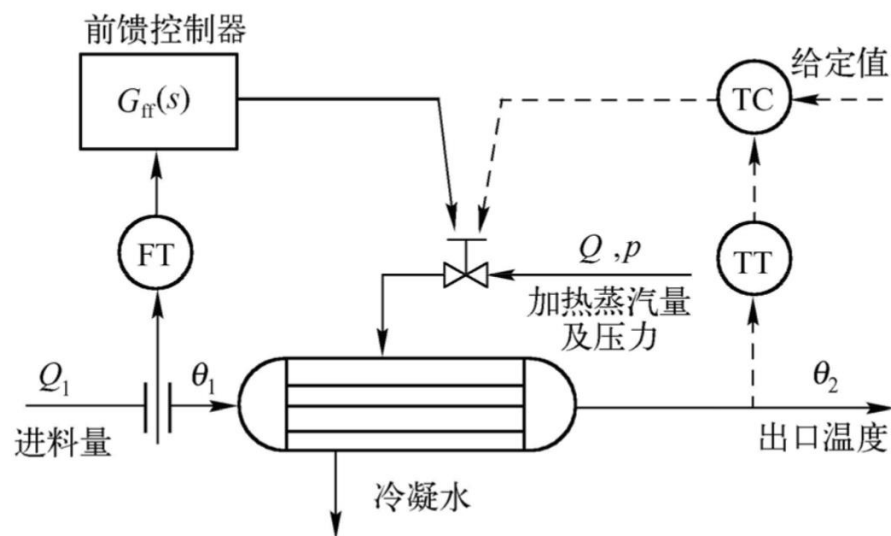 前馈控制器
G_ff(s)
TC
给定值
FT
TT
Q ,p
加热蒸汽量
及压力
Q₁
θ₁
θ₂
进料量
出口温度
冷凝水